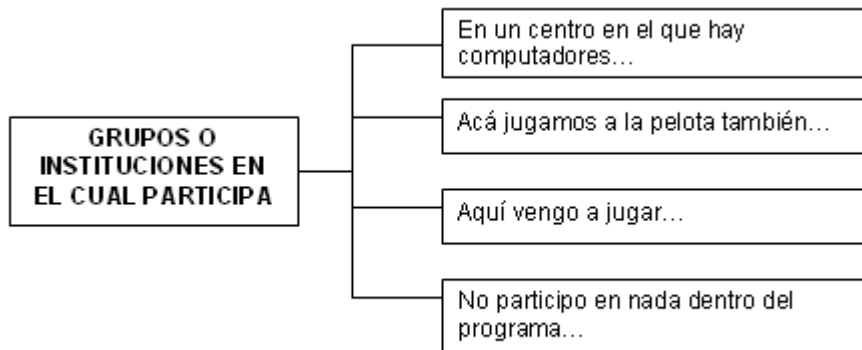 GRUPOS O
INSTITUCIONES EN
EL CUAL PARTICIPA
En un centro en el que hay
computadores…
Acá jugamos a la pelota también…
Aquí vengo a jugar…
No participo en nada dentro del
programa…